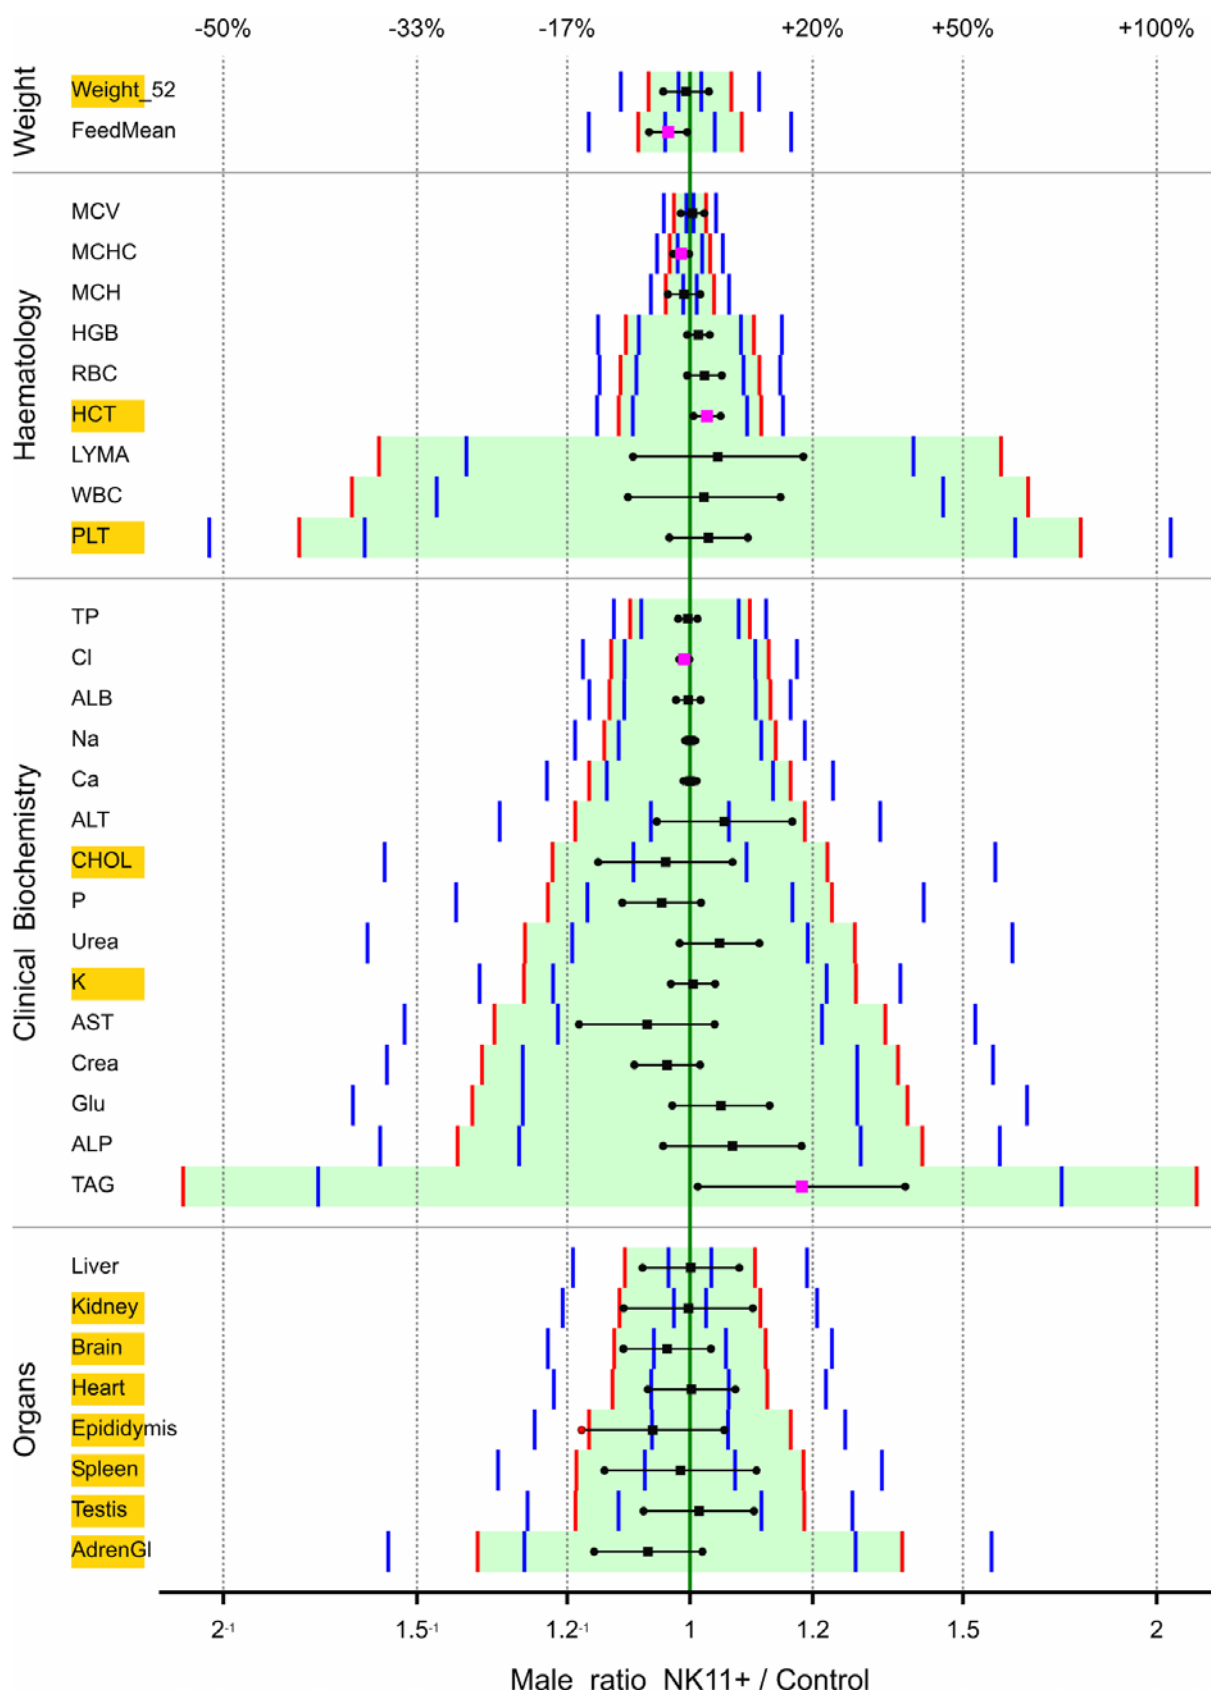 -50% -33% -17% +20% +50% +100%
Weight
Weight_52
FeedMean
Haematology
MCV
MCHC
MCH
HGB
RBC
HCT
LYMA
WBC
PLT
Clinical Biochemistry
TP
Cl
ALB
Na
Ca
ALT
CHOL
P
Urea
K
AST
Crea
Glu
ALP
TAG
Organs
Liver
Kidney
Brain
Heart
Epididymis
Spleen
Testis
AdrenGl
2⁻¹ 1.5⁻¹ 1.2⁻¹ 1 1.2 1.5 2
Male ratio NK11+ / Control